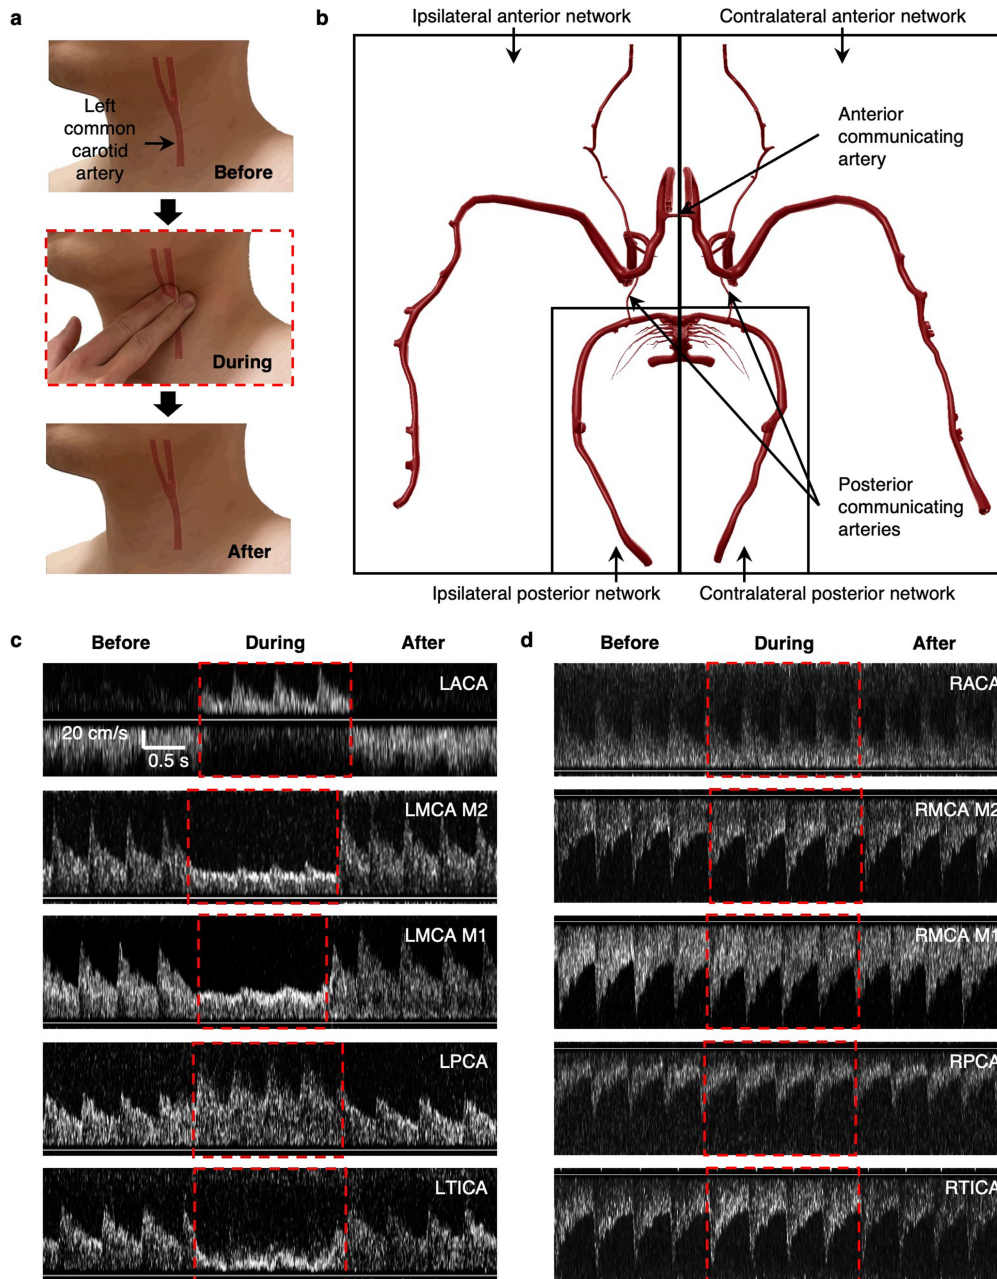 a
Left
common
carotid
artery
Before
During
After
b
Ipsilateral anterior network
Contralateral anterior network
Anterior
communicating
artery
Posterior
communicating
arteries
Ipsilateral posterior network
Contralateral posterior network
c
Before During After
LACA
20 cm/s
0.5 s
LMCA M2
LMCA M1
LPCA
LTICA
d
Before During After
RACA
RMCA M2
RMCA M1
RPCA
RTICA